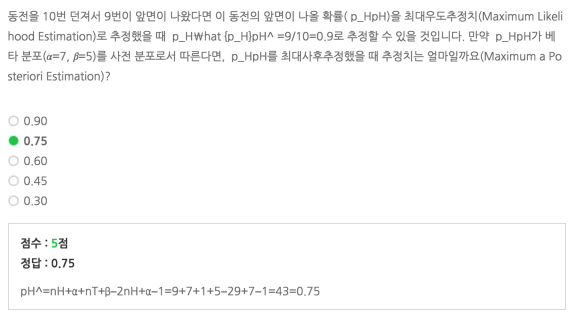 동전을 10번 던져서 9번이 앞면이 나왔다면 이 동전의 앞면이 나올 확률( p_HpH)을 최대우도추정치(Maximum Likeli
hood Estimation)로 추정했을 때  p_H₩hat {p_H}pH^ =9/10=0.9로 추정할 수 있을 것입니다. 만약  p_HpH가 베
타 분포(α=7, β=5)를 사전 분포로서 따른다면,  p_HpH를 최대사후추정했을 때 추정치는 얼마일까요(Maximum a Po
steriori Estimation)?
0.90
0.75
0.60
0.45
0.30
점수 : 5점
정답 : 0.75
pH^=nH+α+nT+β−2nH+α−1=9+7+1+5−29+7−1=43=0.75